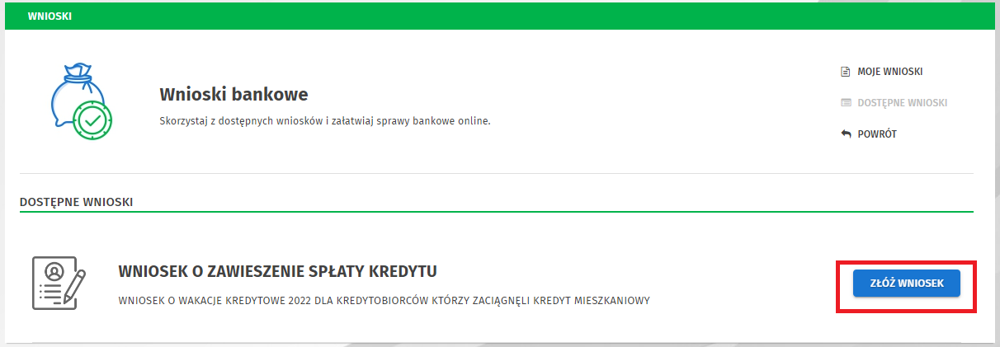 WNIOSKI
Wnioski bankowe
Skorzystaj z dostępnych wniosków i załatwiaj sprawy bankowe online.
MOJE WNIOSKI
DOSTĘPNE WNIOSKI
POWRÓT
DOSTĘPNE WNIOSKI
WNIOSEK O ZAWIESZENIE SPŁATY KREDYTU
WNIOSEK O WAKACJE KREDYTOWE 2022 DLA KREDYTOBIORCÓW KTÓRZY ZACIĄGNĘLI KREDYT MIESZKANIOWY
ZŁÓŻ WNIOSEK